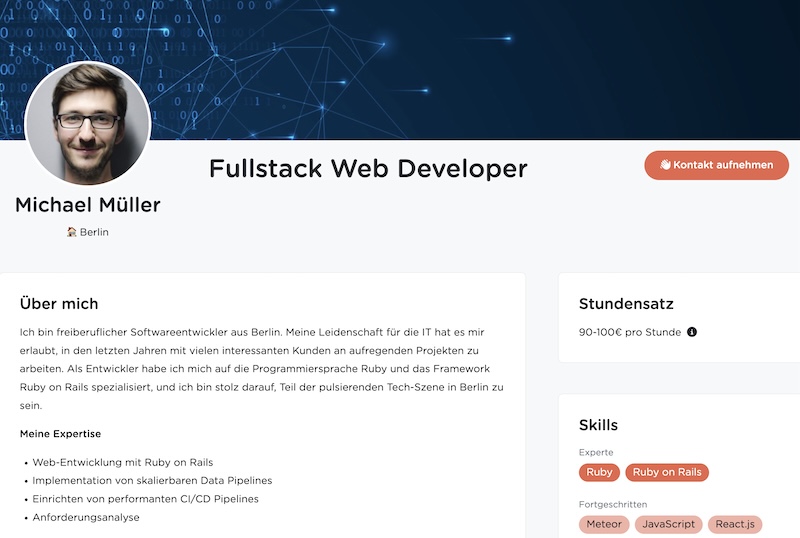 Fullstack Web Developer
Kontakt aufnehmen
Michael Müller
Berlin
Über mich
Ich bin freiberuflicher Softwareentwickler aus Berlin. Meine Leidenschaft für die IT hat es mir
erlaubt, in den letzten Jahren mit vielen interessanten Kunden an aufregenden Projekten zu
arbeiten. Als Entwickler habe ich mich auf die Programmiersprache Ruby und das Framework
Ruby on Rails spezialisiert, und ich bin stolz darauf, Teil der pulsierenden Tech-Szene in Berlin zu
sein.
Meine Expertise
• Web-Entwicklung mit Ruby on Rails
• Implementation von skalierbaren Data Pipelines
• Einrichten von performanten CI/CD Pipelines
• Anforderungsanalyse
Stundensatz
90-100€ pro Stunde
Skills
Experte
Ruby Ruby on Rails
Fortgeschritten
Meteor JavaScript React.js